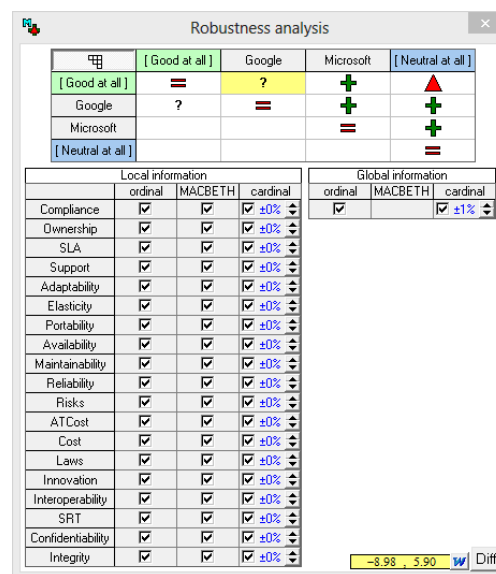 Robustness analysis
[ Good at all ] Google Microsoft [ Neutral at all ]
[ Good at all ] = ? +
Google ? = + +
Microsoft = +
[ Neutral at all ] =
Local information Global information
ordinal MACBETH cardinal ordinal MACBETH cardinal
Compliance ±0% ±1%
Ownership ±0%
SLA ±0%
Support ±0%
Adaptability ±0%
Elasticity ±0%
Portability ±0%
Availability ±0%
Maintainability ±0%
Reliability ±0%
Risks ±0%
ATCost ±0%
Cost ±0%
Laws ±0%
Innovation ±0%
Interoperability ±0%
SRT ±0%
Confidentiability ±0%
Integrity ±0%
-8.98 , 5.90 W Diff